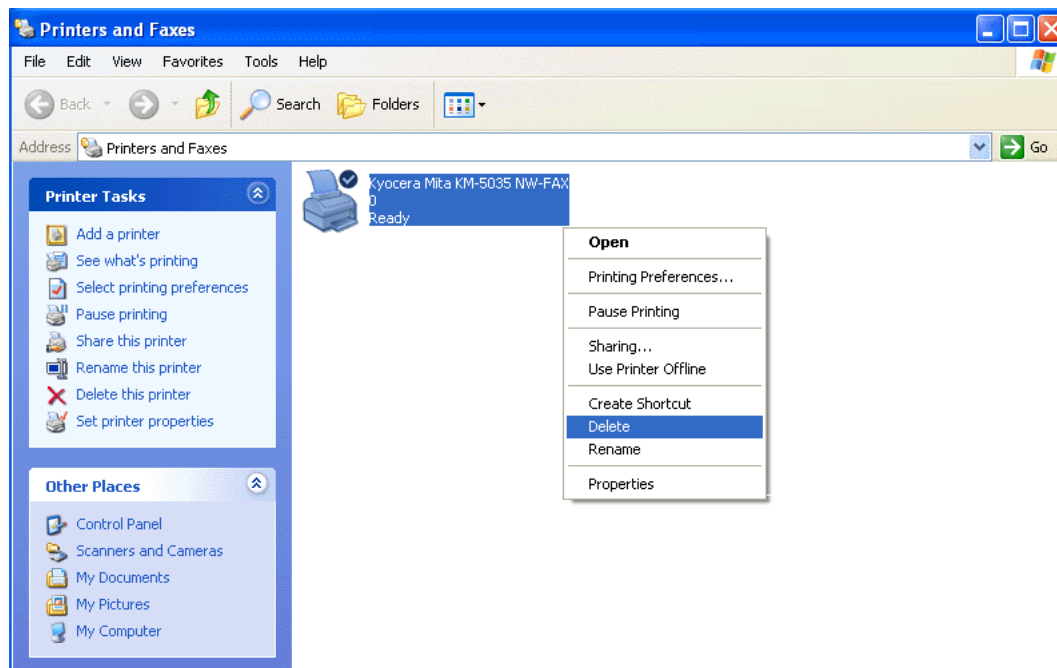 Printers and Faxes
File Edit View Favorites Tools Help
Back Search Folders
Address Printers and Faxes Go
Printer Tasks
Add a printer
See what's printing
Select printing preferences
Pause printing
Share this printer
Rename this printer
Delete this printer
Set printer properties
Other Places
Control Panel
Scanners and Cameras
My Documents
My Pictures
My Computer
Kyocera Mita KM-5035 NW-FAX
0
Ready
Open
Printing Preferences...
Pause Printing
Sharing...
Use Printer Offline
Create Shortcut
Delete
Rename
Properties